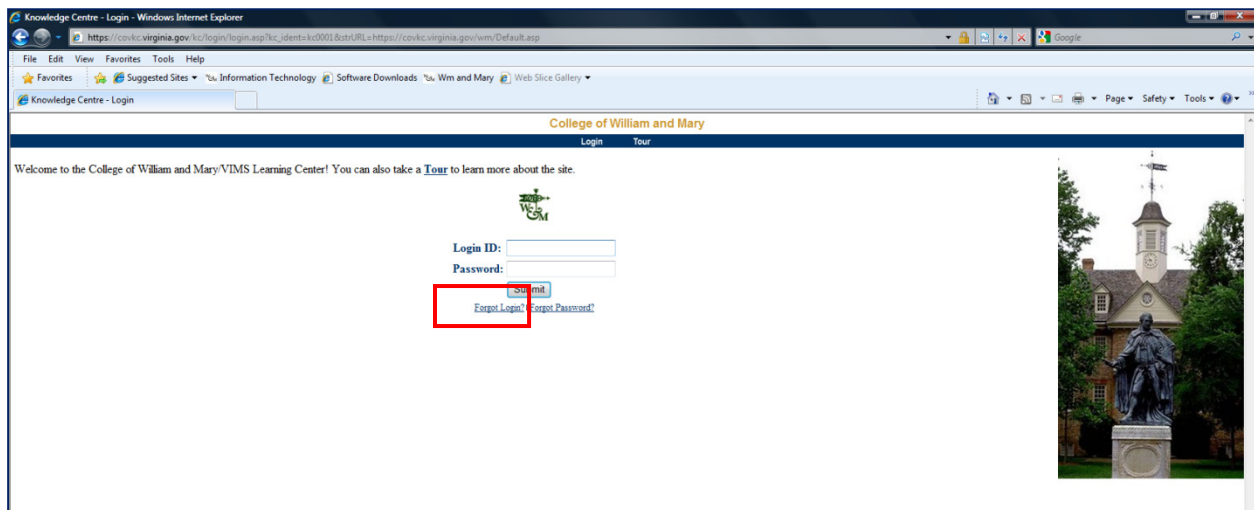 Knowledge Centre - Login - Windows Internet Explorer
https://covkc.virginia.gov/kc/login/login.asp?kc_ident=kc0001&strURL=https://covkc.virginia.gov/wm/Default.asp
Google
File Edit View Favorites Tools Help
Favorites Suggested Sites Information Technology Software Downloads Wm and Mary Web Slice Gallery
Knowledge Centre - Login
Page Safety Tools
College of William and Mary
Login Tour
Welcome to the College of William and Mary/VIMS Learning Center! You can also take a Tour to learn more about the site.
W&M
Login ID:
Password:
Submit
Forgot Login? Forgot Password?